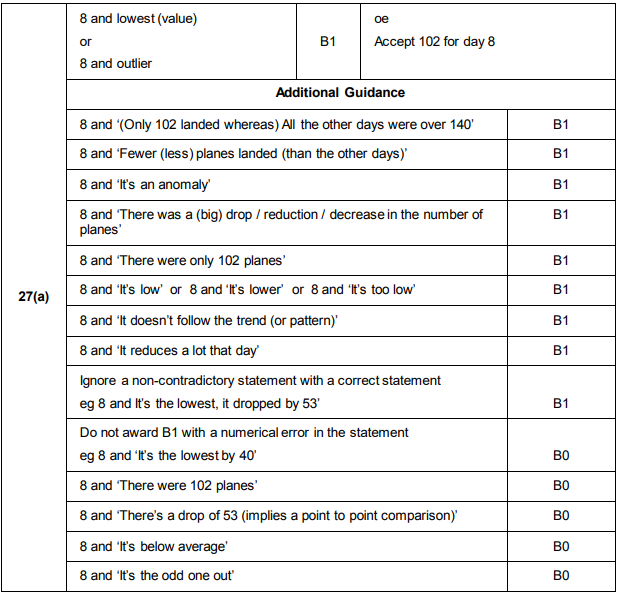 8 and lowest (value)
or
8 and outlier
B1
oe
Accept 102 for day 8
Additional Guidance
8 and ‘(Only 102 landed whereas) All the other days were over 140’ B1
8 and ‘Fewer (less) planes landed (than the other days)’ B1
8 and ‘It’s an anomaly’ B1
8 and ‘There was a (big) drop / reduction / decrease in the number of B1
planes’
8 and ‘There were only 102 planes’ B1
27(a)
8 and ‘It’s low’ or 8 and ‘It’s lower’ or 8 and ‘It’s too low’ B1
8 and ‘It doesn’t follow the trend (or pattern)’ B1
8 and ‘It reduces a lot that day’ B1
Ignore a non-contradictory statement with a correct statement
eg 8 and It’s the lowest, it dropped by 53’ B1
Do not award B1 with a numerical error in the statement
eg 8 and ‘It’s the lowest by 40’ B0
8 and ‘There were 102 planes’ B0
8 and ‘There’s a drop of 53 (implies a point to point comparison)’ B0
8 and ‘It’s below average’ B0
8 and ‘It’s the odd one out’ B0